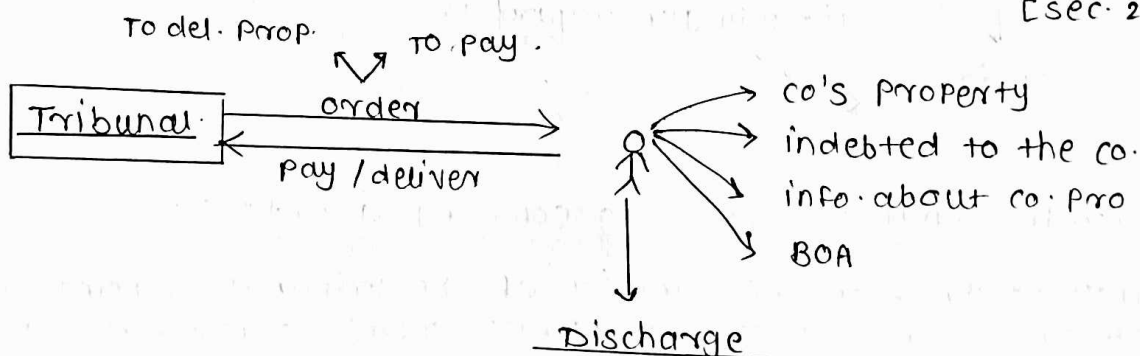 [sec. 2
To del. prop. To pay.
Tribunal. order
pay / deliver
co's property
indebted to the co.
info. about co. pro
BOA
Discharge